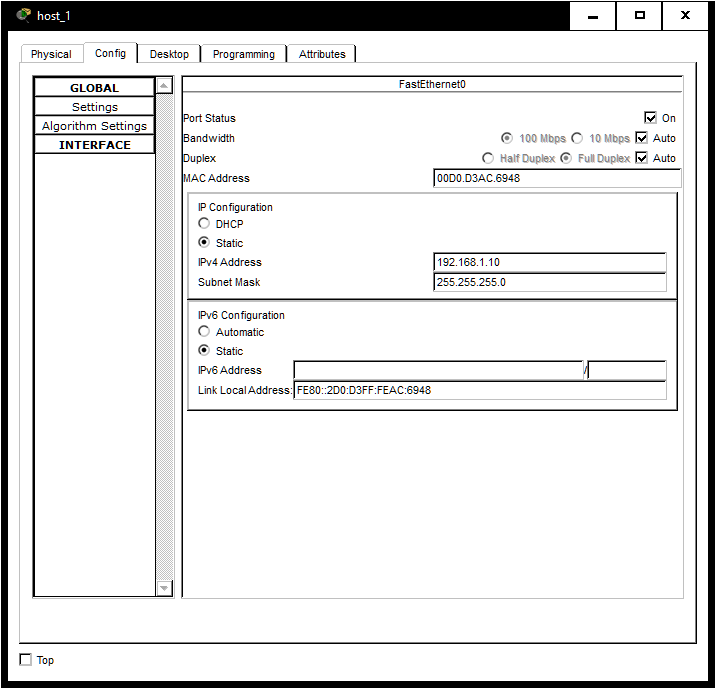 host_1
Physical Config Desktop Programming Attributes
GLOBAL
Settings
Algorithm Settings
INTERFACE
FastEthernet0
Port Status On
Bandwidth 100 Mbps 10 Mbps Auto
Duplex Half Duplex Full Duplex Auto
MAC Address 00D0.D3AC.6948
IP Configuration
DHCP
Static
IPv4 Address 192.168.1.10
Subnet Mask 255.255.255.0
IPv6 Configuration
Automatic
Static
IPv6 Address /
Link Local Address: FE80::2D0:D3FF:FEAC:6948
Top